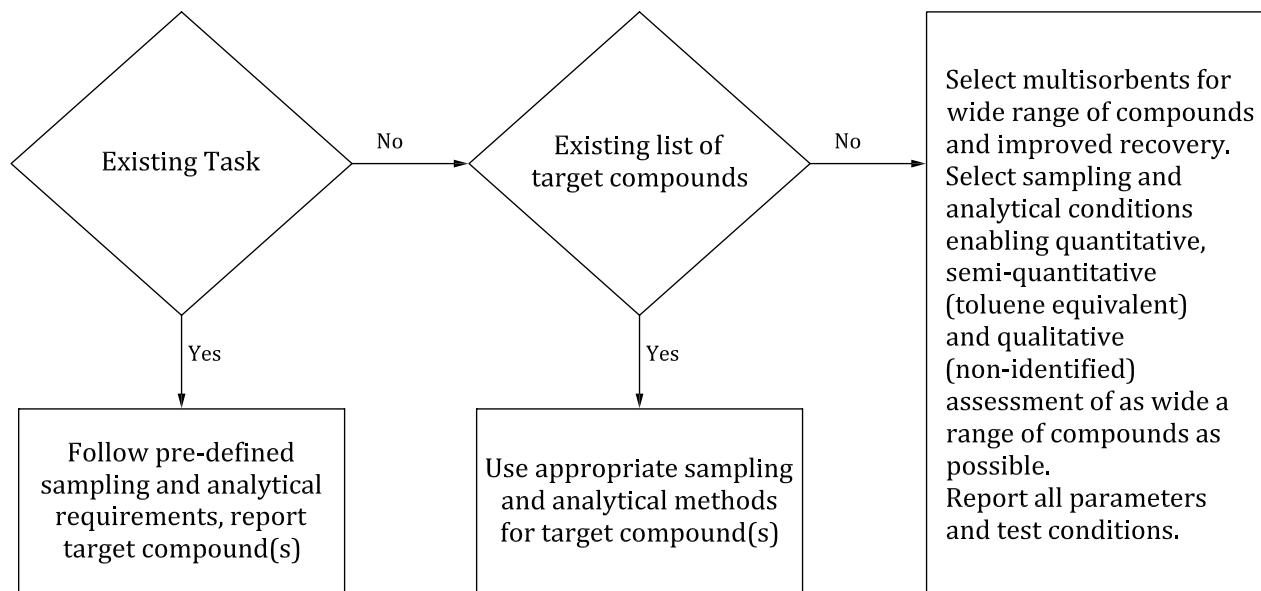 Existing Task
No
Existing list of
target compounds
No
Select multisorbents for
wide range of compounds
and improved recovery.
Select sampling and
analytical conditions
enabling quantitative,
semi-quantitative
(toluene equivalent)
and qualitative
(non-identified)
assessment of as wide a
range of compounds as
possible.
Report all parameters
and test conditions.
Yes
Yes
Follow pre-defined
sampling and analytical
requirements, report
target compound(s)
Use appropriate sampling
and analytical methods
for target compound(s)